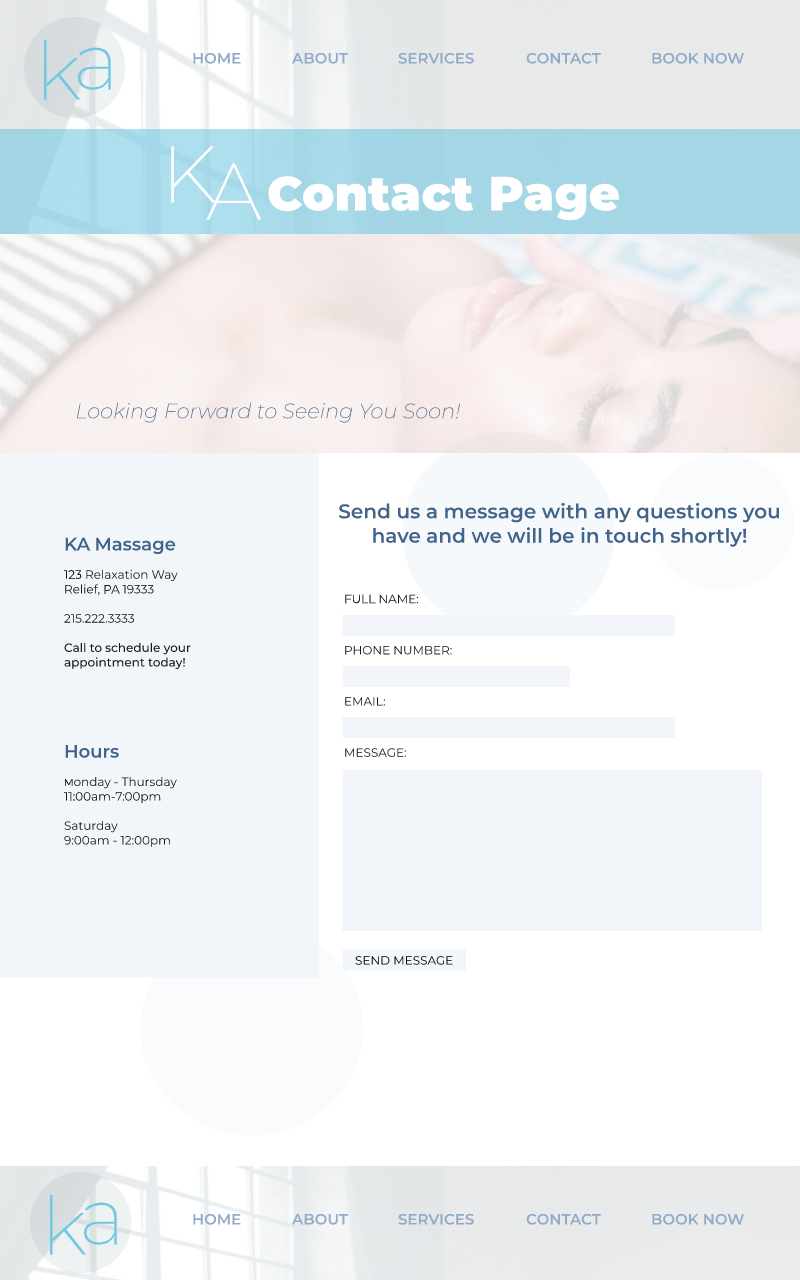 ka
HOME ABOUT SERVICES CONTACT BOOK NOW
KA Contact Page
Looking Forward to Seeing You Soon!
KA Massage
123 Relaxation Way
Relief, PA 19333
215.222.3333
Call to schedule your
appointment today!
Hours
Monday - Thursday
11:00am-7:00pm
Saturday
9:00am - 12:00pm
Send us a message with any questions you
have and we will be in touch shortly!
FULL NAME:
PHONE NUMBER:
EMAIL:
MESSAGE:
SEND MESSAGE
ka
HOME ABOUT SERVICES CONTACT BOOK NOW